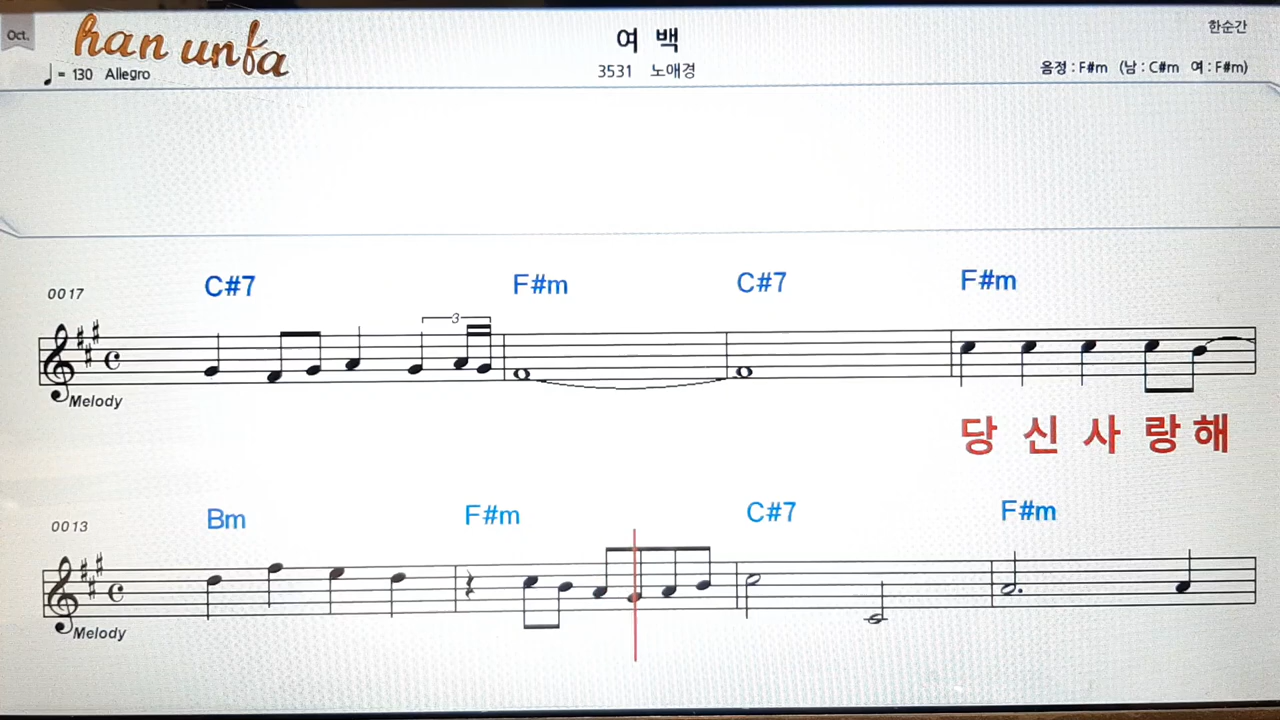 Oct.
han unfa
여 백
한순간
= 130 Allegro
3531 노애경
음정 : F#m (남 : C#m 여 : F#m)
C#7 F#m C#7 F#m
0017
3
Melody
당 신 사 랑 해
Bm F#m C#7 F#m
0013
Melody